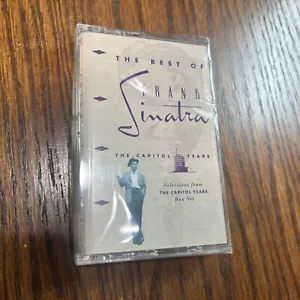 THE BEST OF
FRANK
Sinatra
THE CAPITOL YEARS
Selections from
THE CAPITOL YEARS
Box Set